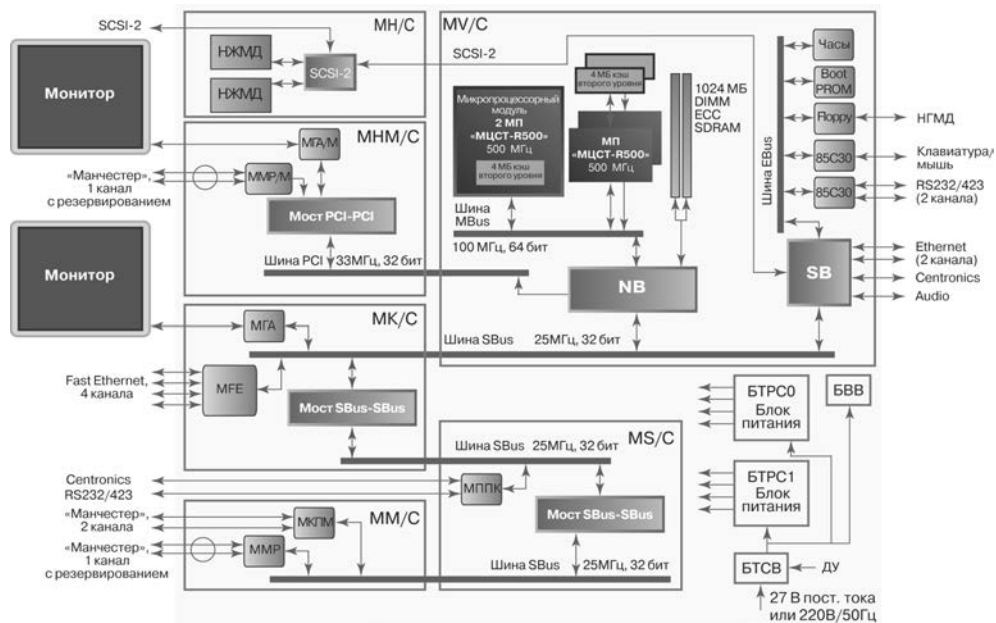 SCSI-2
МН/С
НЖМД
НЖМД
SCSI-2
Монитор
МНМ/С
МГА/М
ММР/М
«Манчестер»,
1 канал
с резервированием
Мост PCI-PCI
Шина PCI 33МГц, 32 бит
MV/C
SCSI-2
Микропроцессорный
модуль
2 МП
«МЦСТ-R500»
500 МГц
4 МБ кэш
второго уровня
4 МБ кэш
второго уровня
МП
«МЦСТ-R500»
500 МГц
1024 МБ
DIMM
ECC
SDRAM
Шина
MBus
100 МГц, 64 бит
NB
Шина EBus
Часы
Boot
PROM
Floppy
85C30
85C30
SB
НГМД
Клавиатура/
мышь
RS232/423
(2 канала)
Ethernet
(2 канала)
Centronics
Audio
Монитор
МК/С
МГА
Шина SBus 25МГц, 32 бит
Fast Ethernet,
4 канала
MFE
Мост SBus-SBus
MS/C
Шина SBus 25МГц, 32 бит
Centronics
RS232/423
МППК
Мост SBus-SBus
ММ/С
«Манчестер»,
2 канала
МКПМ
«Манчестер»,
1 канал
с резервированием
ММР
Шина SBus 25МГц, 32 бит
БТРС0
Блок
питания
БВВ
БТРС1
Блок
питания
БТСВ
ДУ
27 В пост. тока
или 220В/50Гц